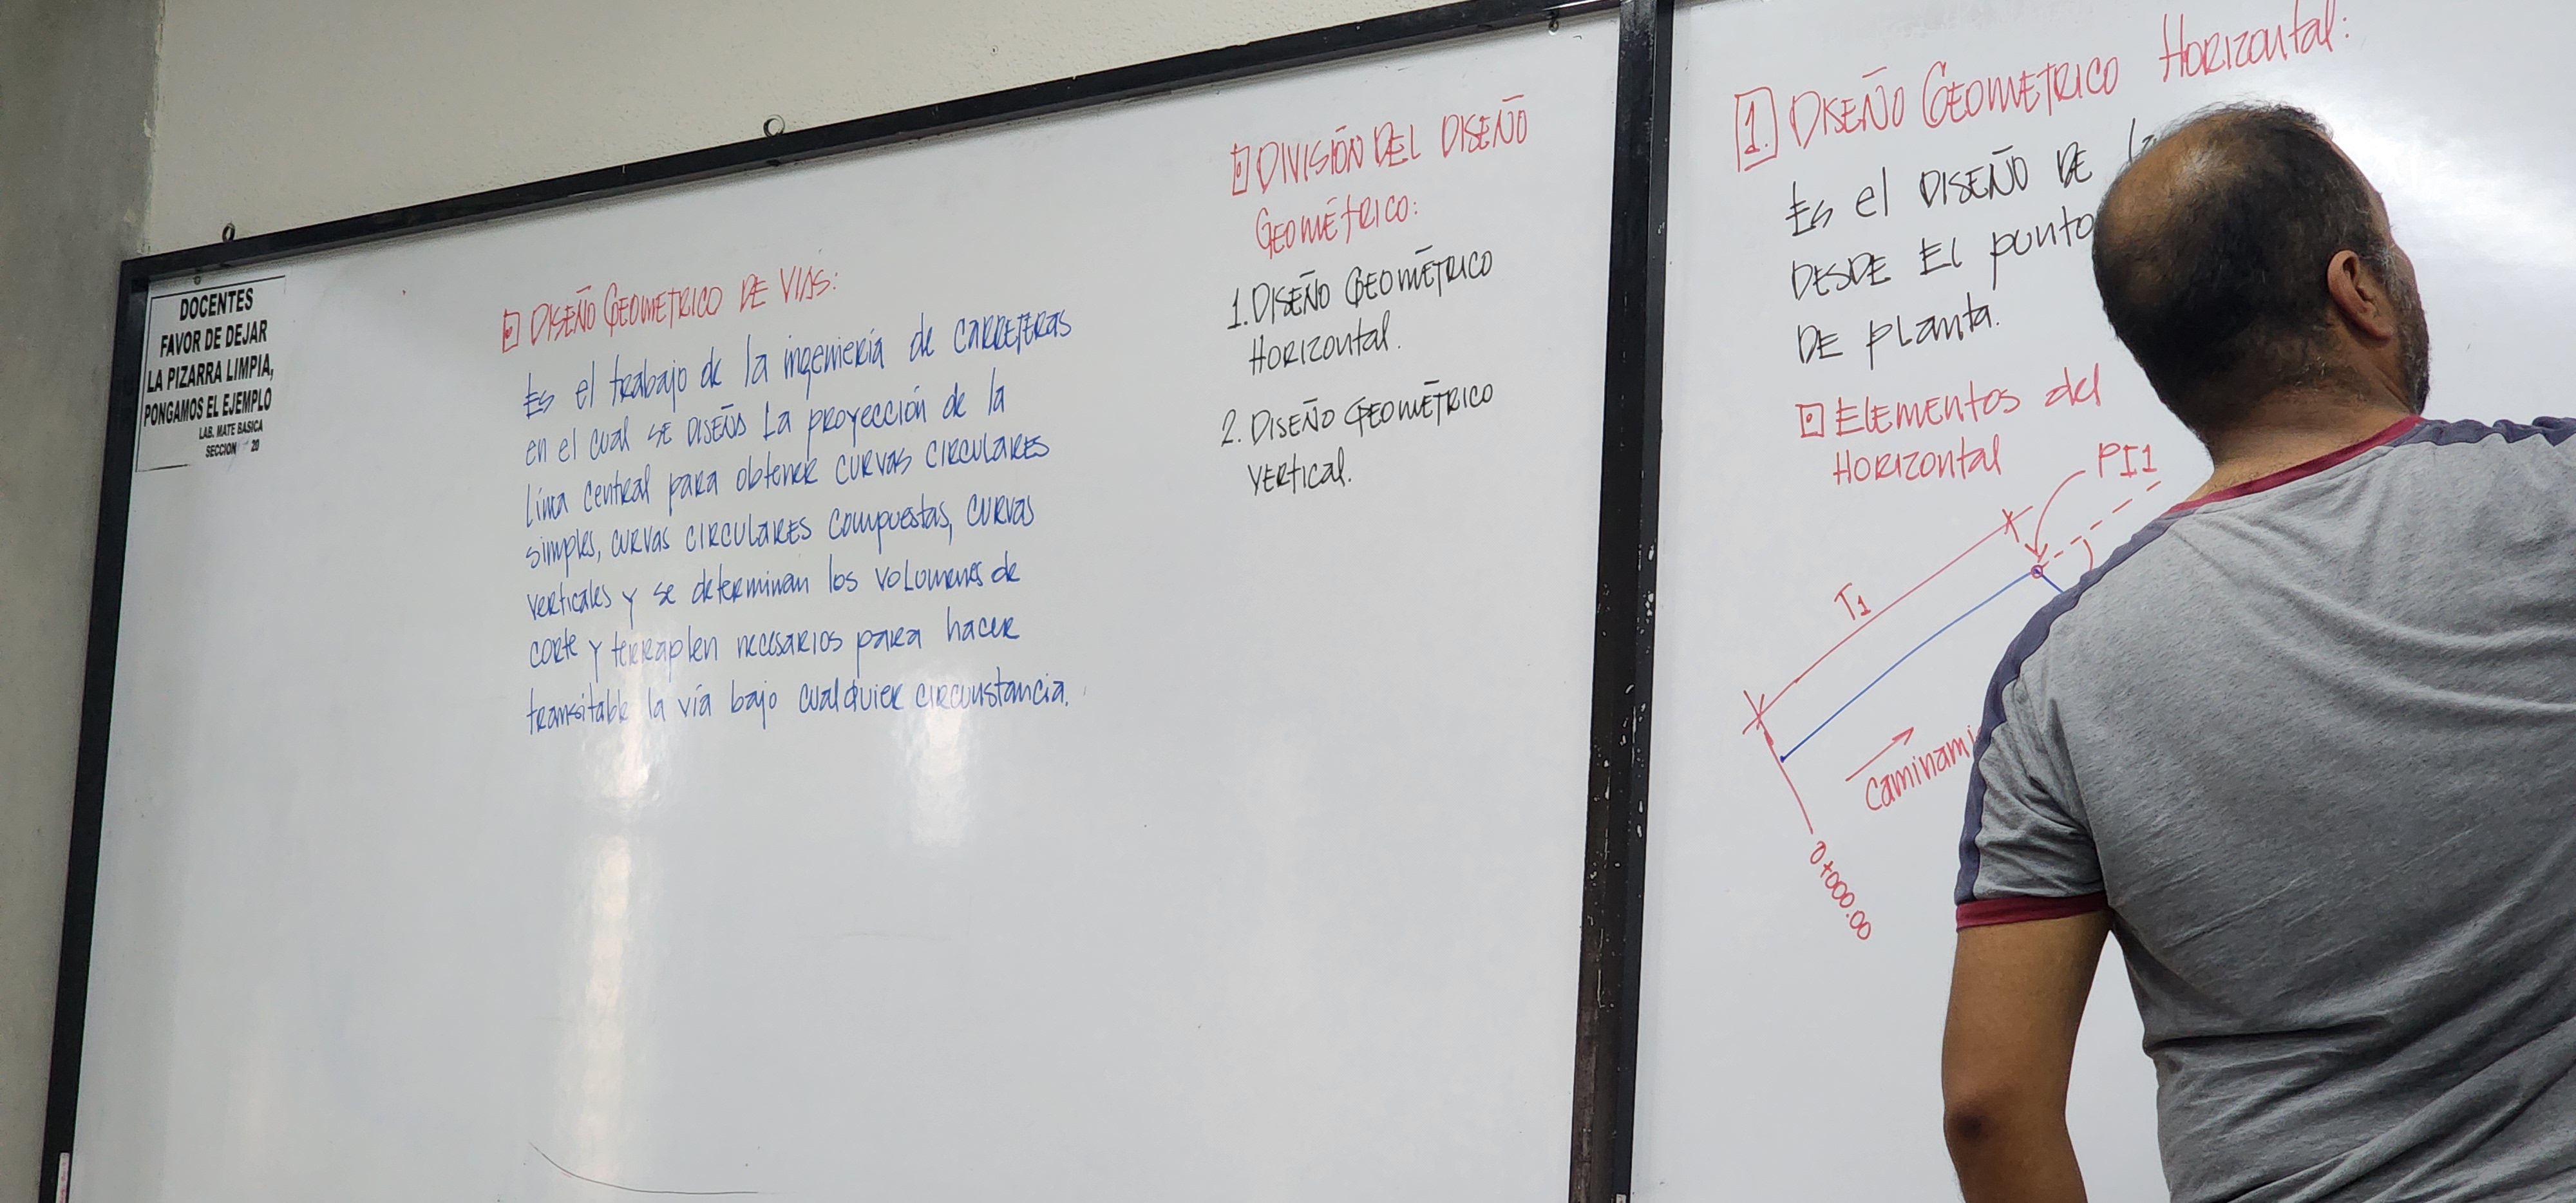 DOCENTES
FAVOR DE DEJAR
LA PIZARRA LIMPIA,
PONGAMOS EL EJEMPLO
LAB. MATE BASICA
SECCION 20
DISEÑO GEOMETRICO DE VIAS:
Es el trabajo de la ingeniería de CARRETERAS
en el cual SE DISEÑA La proyección de la
línea central para obtener curvas circulares
simples, curvas circulares compuestas, curvas
verticales y se determinan los volumenes de
corte y terraplen necesarios para hacer
transitable la vía bajo cualquier circunstancia.
DIVISIÓN DEL DISEÑO
GEOMÉTRICO:
1. DISEÑO GEOMÉTRICO
HORIZONTAL.
2. DISEÑO GEOMÉTRICO
VERTICAL.
1. DISEÑO GEOMETRICO HORIZONTAL:
Es el DISEÑO DE
DESDE EL punto
DE planta.
Elementos del
HORIZONTAL
PI1
T1
0+000.00